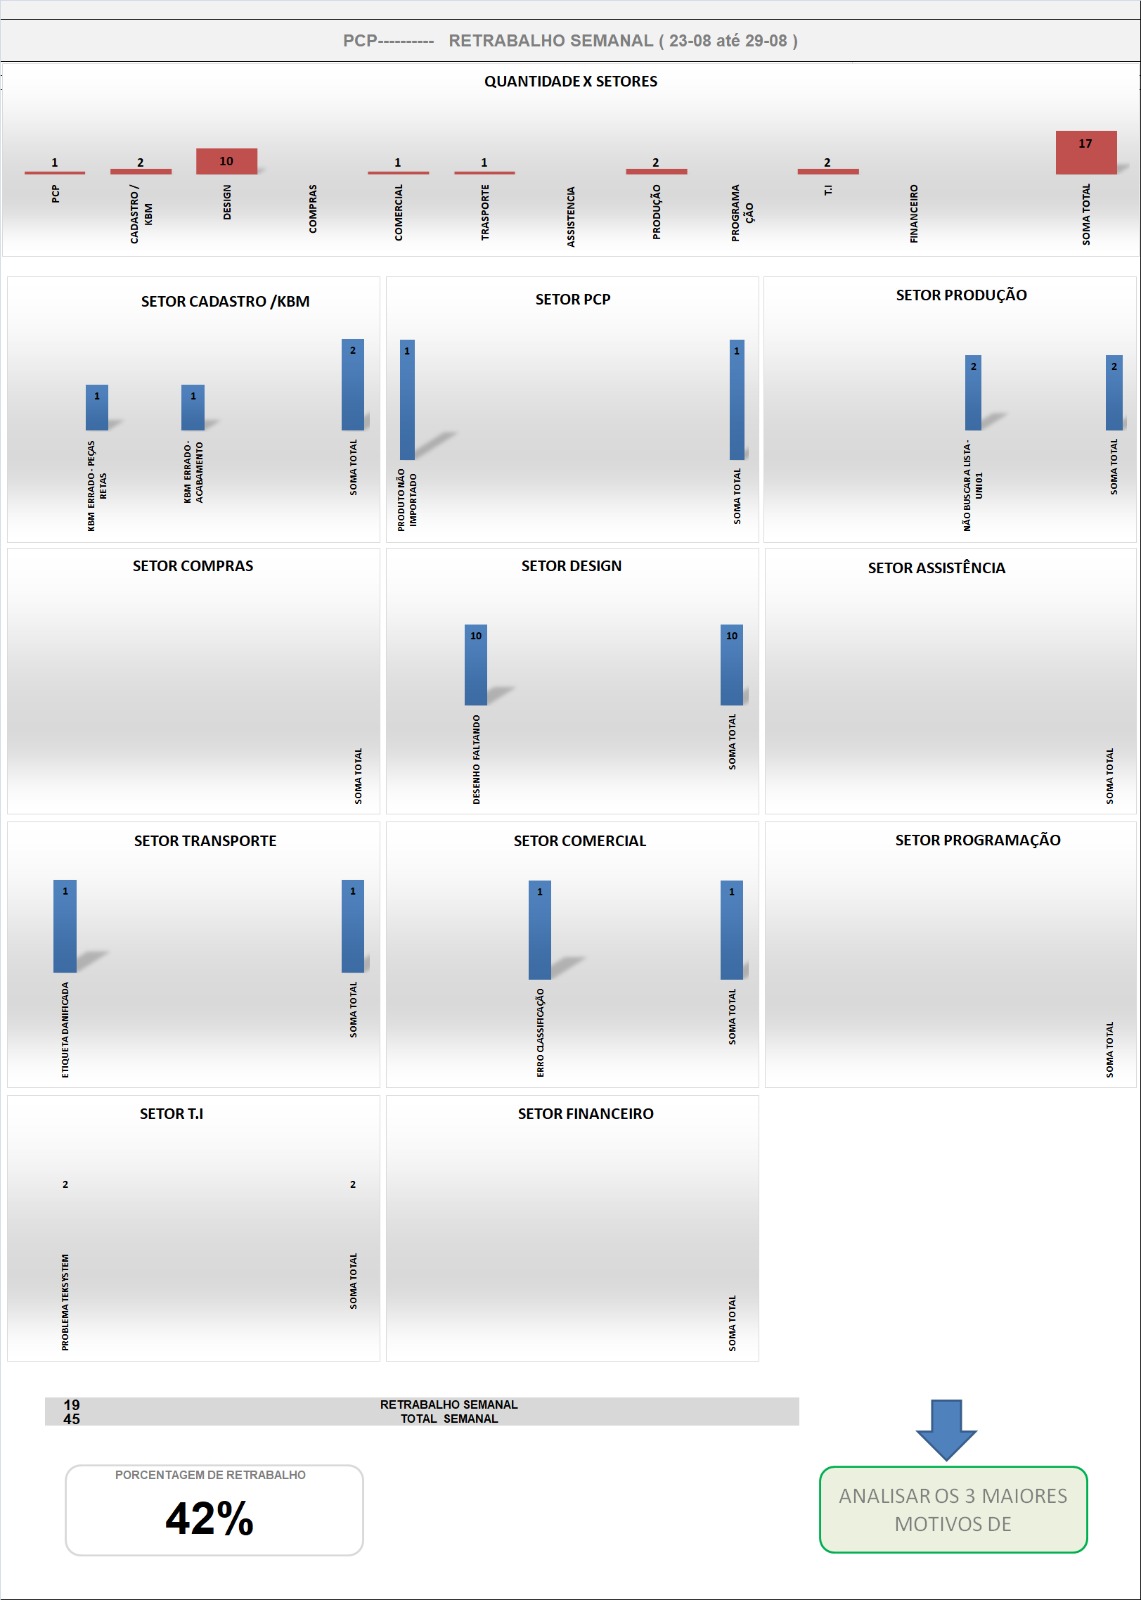 PCP---------- RETRABALHO SEMANAL ( 23-08 até 29-08 )
QUANTIDADE X SETORES
1
2
10
1
1
2
2
17
PCP
CADASTRO /
KBM
DESIGN
COMPRAS
COMERCIAL
TRASPORTE
ASSISTENCIA
PRODUÇÃO
PROGRAMA
ÇÃO
T.I
FINANCEIRO
SOMA TOTAL
SETOR CADASTRO /KBM
1
1
2
KBM ERRADO - PEÇAS
RETAS
KBM ERRADO -
ACABAMENTO
SOMA TOTAL
SETOR PCP
1
1
PRODUTO NÃO
IMPORTADO
SOMA TOTAL
SETOR PRODUÇÃO
2
2
NÃO BUSCAR A LISTA -
UNI01
SOMA TOTAL
SETOR COMPRAS
SOMA TOTAL
SETOR DESIGN
10
10
DESENHO FALTANDO
SOMA TOTAL
SETOR ASSISTÊNCIA
SOMA TOTAL
SETOR TRANSPORTE
1
1
ETIQUETA DANIFICADA
SOMA TOTAL
SETOR COMERCIAL
1
1
ERRO CLASSIFICAÇÃO
SOMA TOTAL
SETOR PROGRAMAÇÃO
SOMA TOTAL
SETOR T.I
2
2
PROBLEMA TEKSYSTEM
SOMA TOTAL
SETOR FINANCEIRO
SOMA TOTAL
19 RETRABALHO SEMANAL
45 TOTAL SEMANAL
PORCENTAGEM DE RETRABALHO
42%
ANALISAR OS 3 MAIORES
MOTIVOS DE